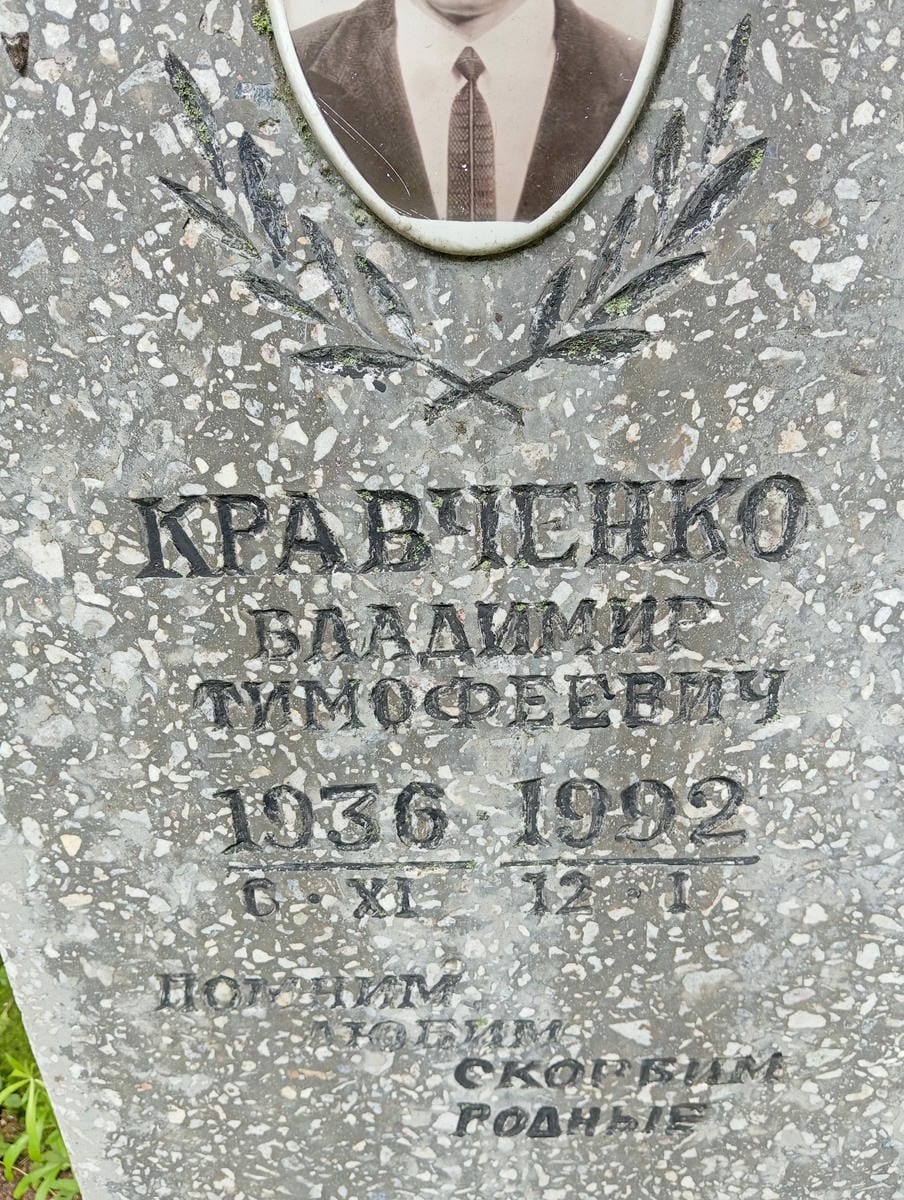 КРАВЧЕНКО
ВЛАДИМИР
ТИМОФЕЕВИЧ
1936 1992
6 · XI 12 · I
ПОМНИМ
ЛЮБИМ
СКОРБИМ
РОДНЫЕ